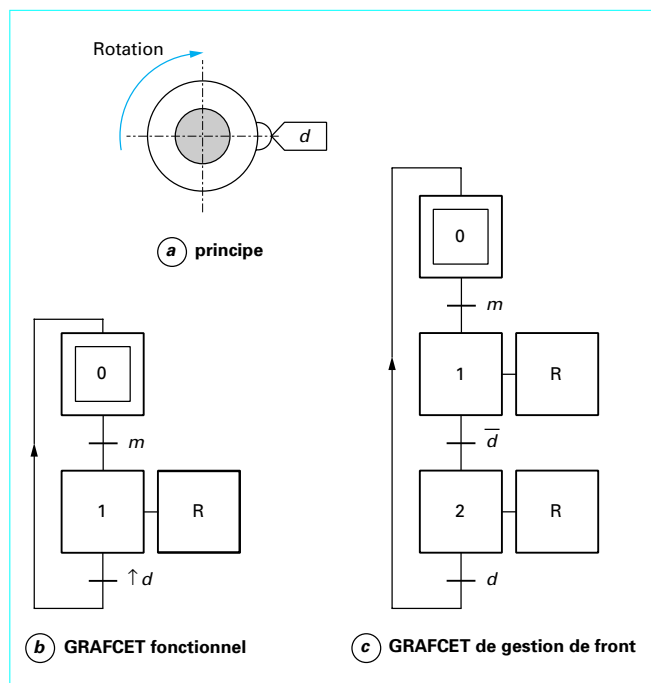 Rotation
d
a principe
0
m
1 R
↑ d
b GRAFCET fonctionnel
0
m
1 R
d̅
2 R
d
c GRAFCET de gestion de front